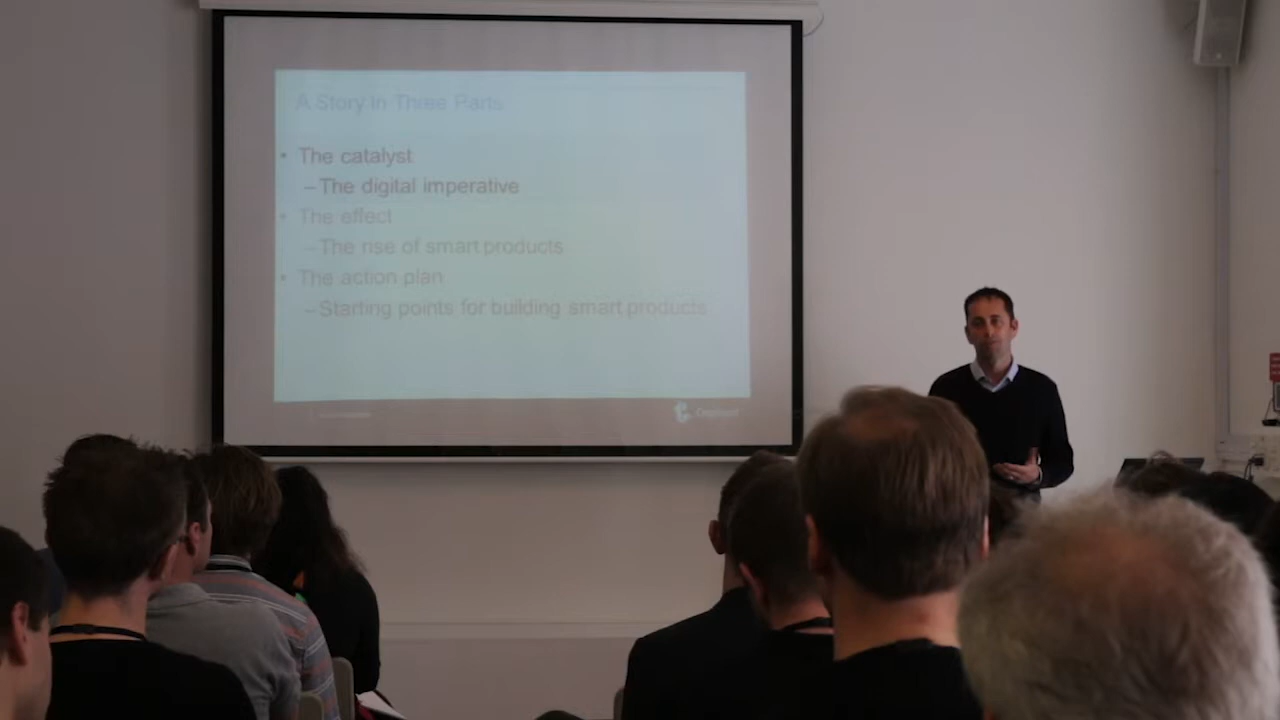 A Story in Three Parts
• The catalyst
– The digital imperative
• The effect
– The rise of smart products
• The action plan
– Starting points for building smart products